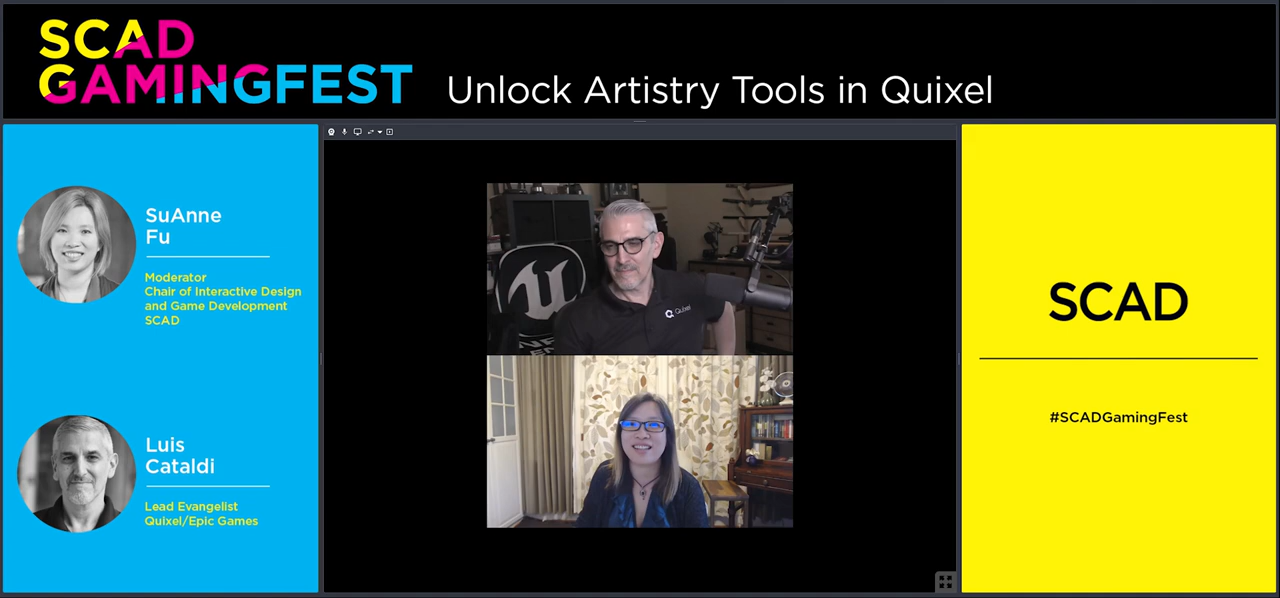 SCAD
GAMINGFEST
Unlock Artistry Tools in Quixel
SuAnne
Fu
Moderator
Chair of Interactive Design
and Game Development
SCAD
Luis
Cataldi
Lead Evangelist
Quixel/Epic Games
Quixel
SCAD
#SCADGamingFest